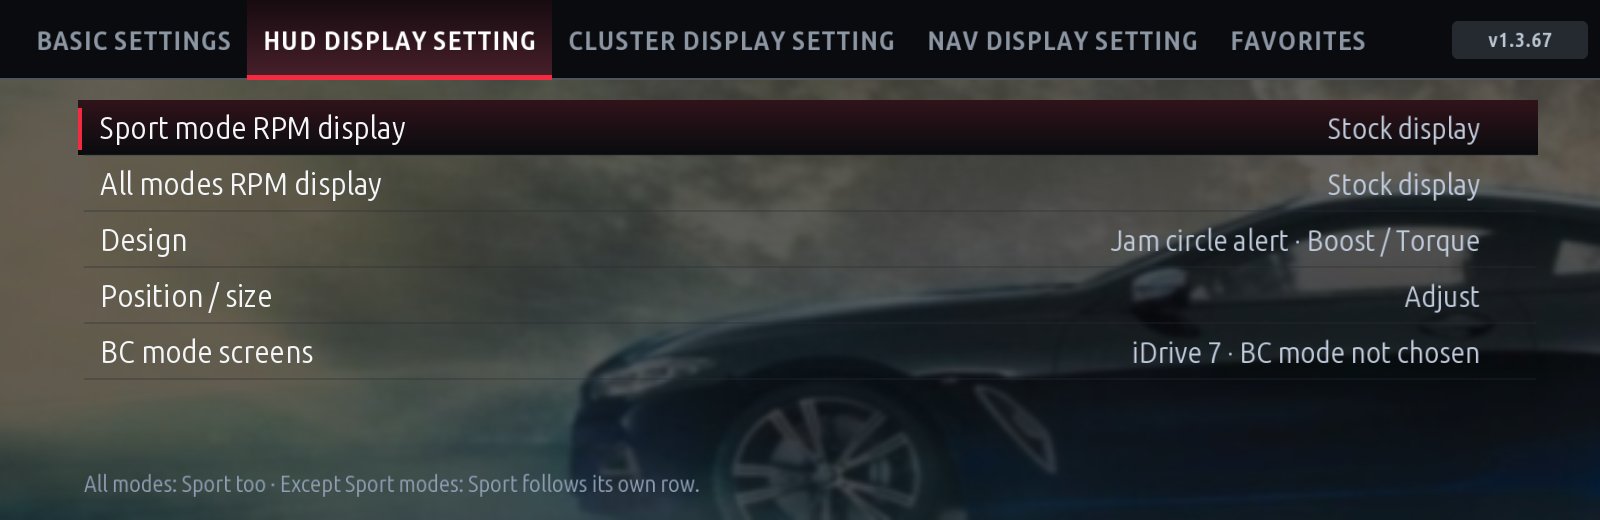 BASIC SETTINGS HUD DISPLAY SETTING CLUSTER DISPLAY SETTING NAV DISPLAY SETTING FAVORITES v1.3.67
Sport mode RPM display Stock display
All modes RPM display Stock display
Design Jam circle alert · Boost / Torque
Position / size Adjust
BC mode screens iDrive 7 · BC mode not chosen
All modes: Sport too · Except Sport modes: Sport follows its own row.